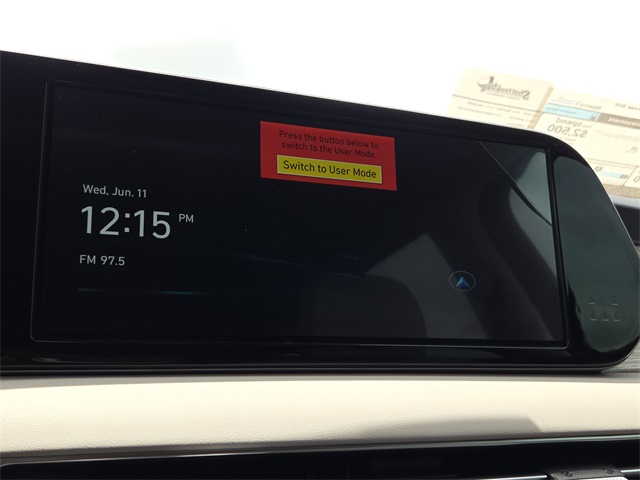 Press the button below to
switch to the User Mode.
Switch to User Mode
Wed, Jun. 11
12:15 PM
FM 97.5
$2,500